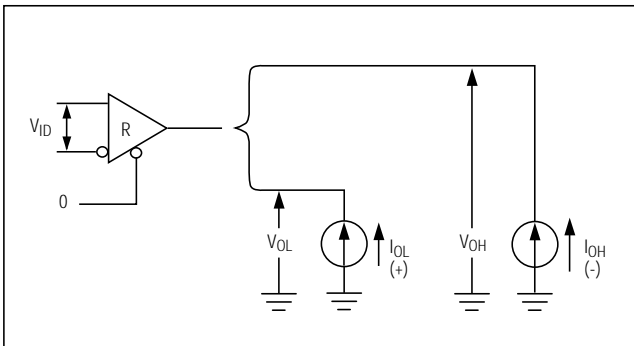 V_ID
R
0
V_OL
I_OL
(+)
V_OH
I_OH
(-)